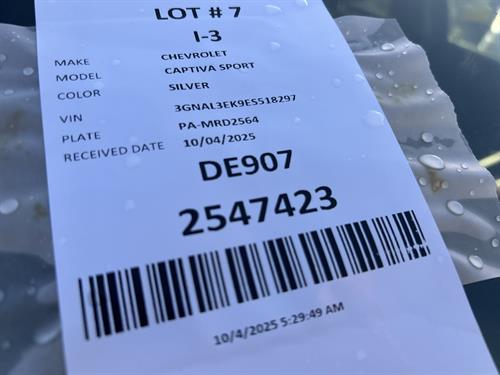 LOT # 7
I-3
MAKE CHEVROLET
MODEL CAPTIVA SPORT
COLOR SILVER
VIN 3GNAL3EK9ES518297
PLATE PA-MRD2564
RECEIVED DATE 10/04/2025
DE907
2547423
10/4/2025 5:29:49 AM